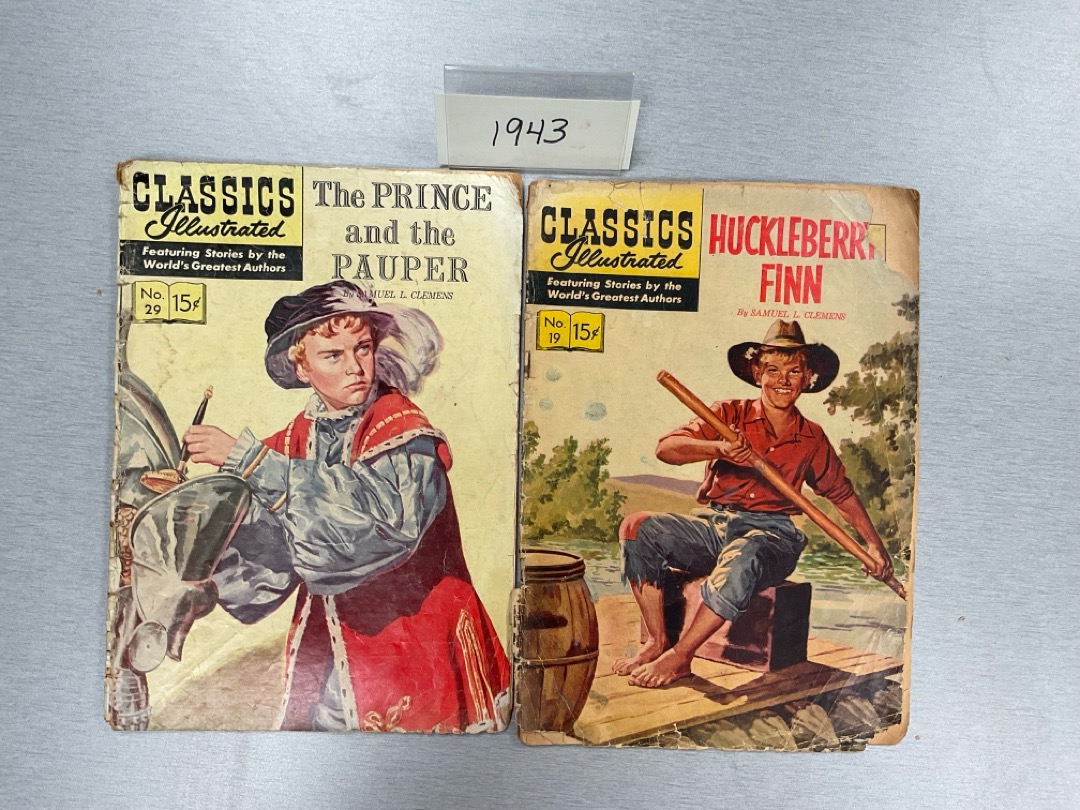 1943
CLASSICS
Illustrated
Featuring Stories by the
World's Greatest Authors
No.
29
15¢
The PRINCE
and the
PAUPER
By SAMUEL L. CLEMENS
CLASSICS
Illustrated
Featuring Stories by the
World's Greatest Authors
No.
19
15¢
HUCKLEBERRY
FINN
By SAMUEL L. CLEMENS